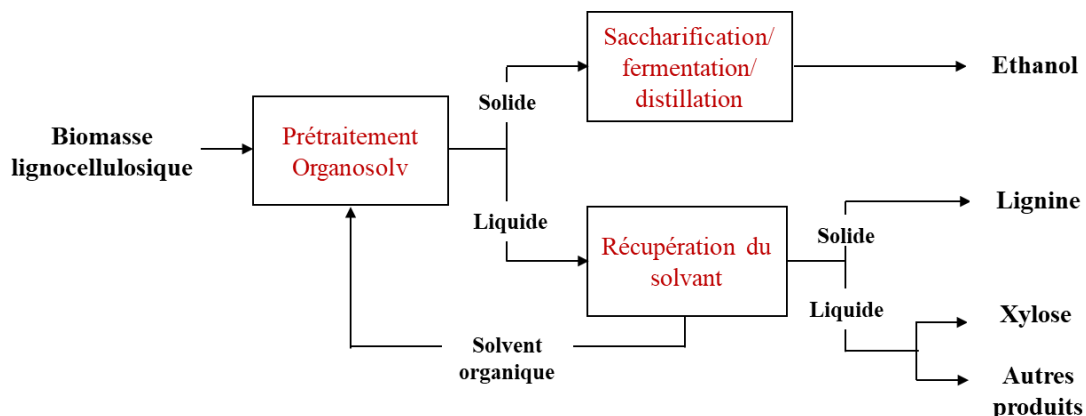 Biomasse
lignocellulosique
Prétraitement
Organosolv
Solide
Liquide
Saccharification/
fermentation/
distillation
Ethanol
Récupération du
solvant
Solide
Liquide
Lignine
Xylose
Autres
produits
Solvent
organique